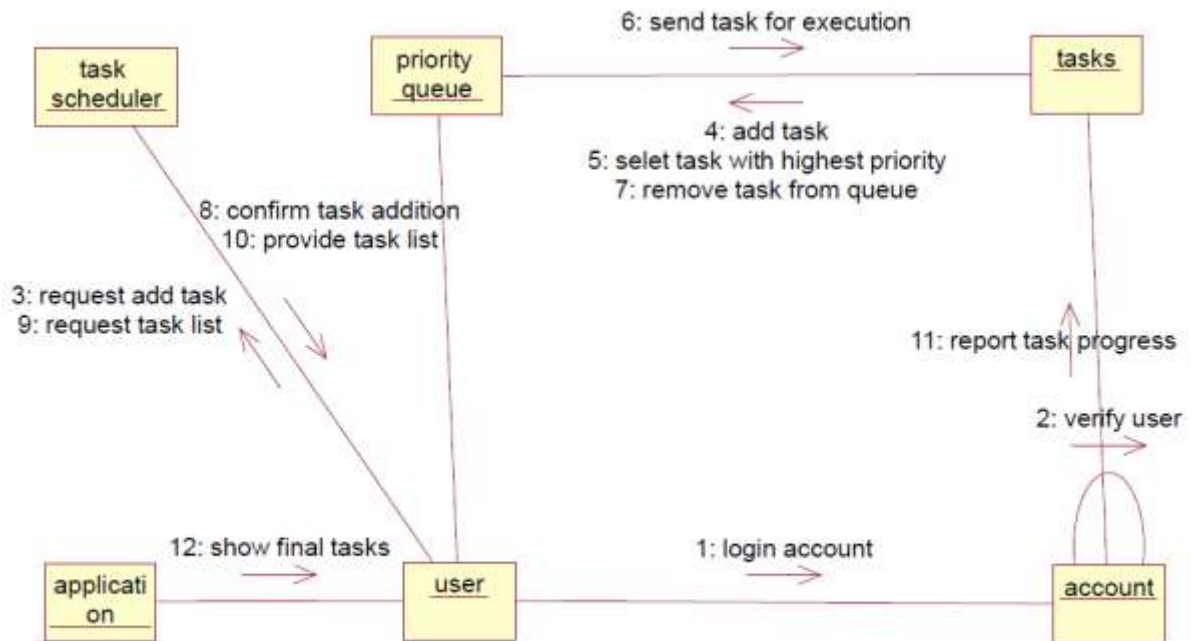 6: send task for execution
task
scheduler
priority
queue
tasks
4: add task
5: selet task with highest priority
7: remove task from queue
8: confirm task addition
10: provide task list
3: request add task
9: request task list
11: report task progress
2: verify user
12: show final tasks
1: login account
applicati
on
user
account